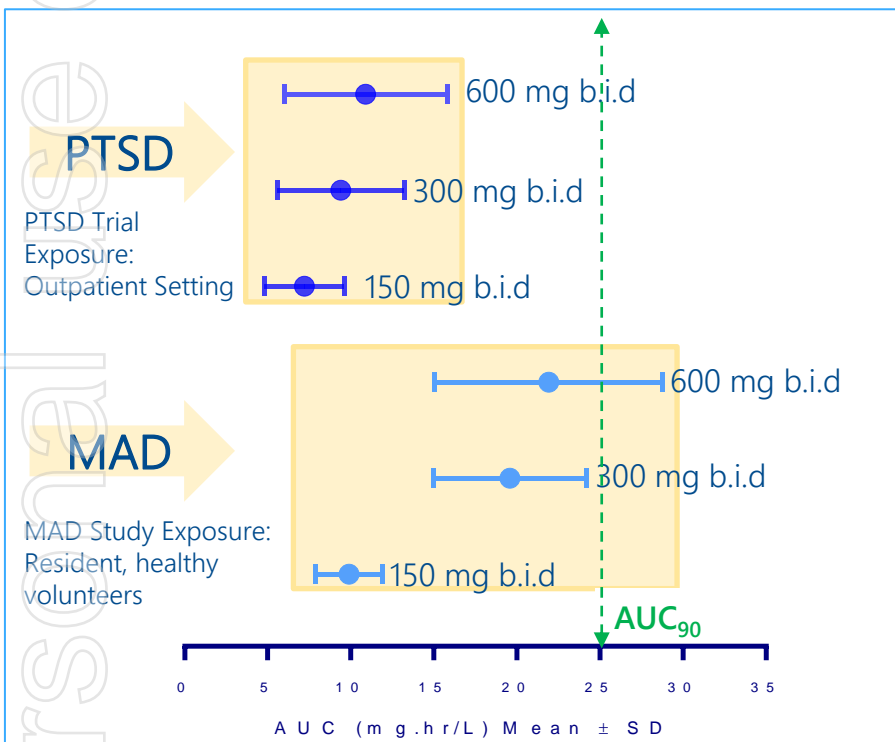 600 mg b.i.d
PTSD
300 mg b.i.d
PTSD Trial
Exposure:
Outpatient Setting
150 mg b.i.d
600 mg b.i.d
MAD
300 mg b.i.d
MAD Study Exposure:
Resident, healthy
volunteers
150 mg b.i.d
AUC90
0 5 10 15 20 25 30 35
AUC (mg.hr/L) Mean ± SD
rsonal use